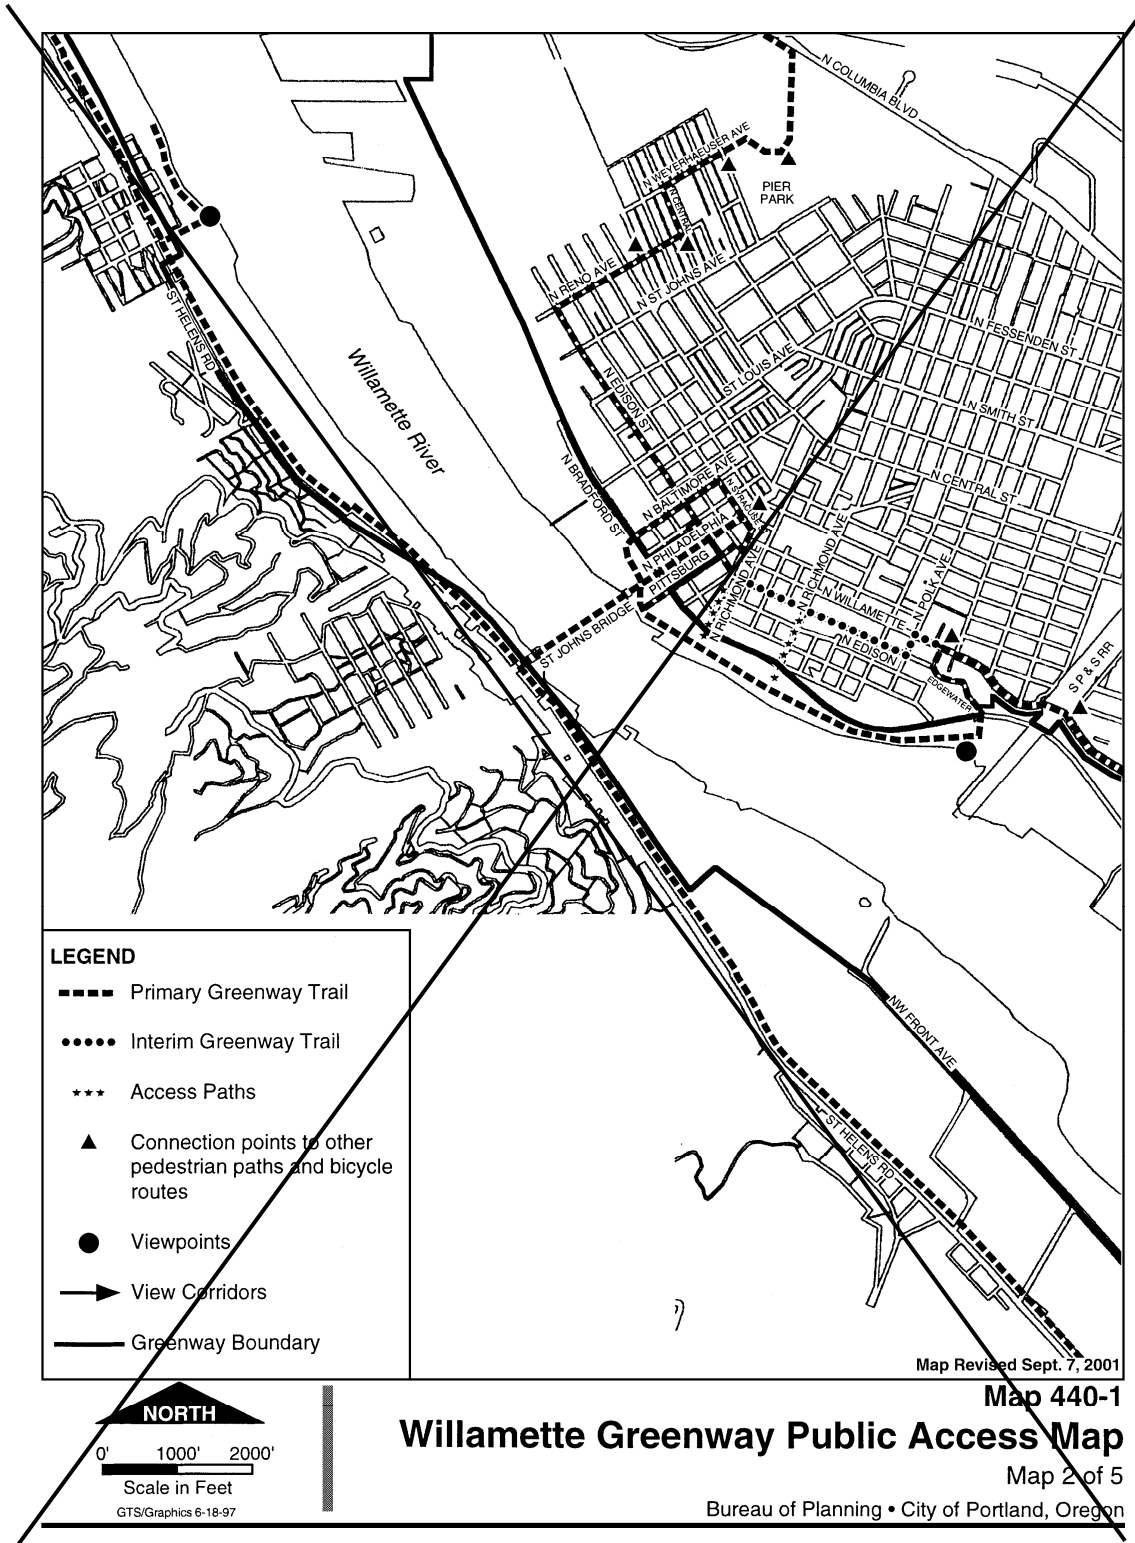 N COLUMBIA BLVD
N WEYERHAEUSER AVE
PIER
PARK
N CENTRAL
N RENO AVE
N ST JOHNS AVE
ST HELENS RD
N FESSENDEN ST
Willamette River
ST LOUIS AVE
N EDISON ST
N SMITH ST
N BRADFORD ST
N BALTIMORE AVE
N SYRACUSE
N CENTRAL ST
N PHILADELPHIA
PITTSBURG
N RICHMOND AVE
N RICHMOND AVE
N WILLAMETTE
N POLK AVE
ST JOHNS BRIDGE
N EDISON
EDGEWATER
S P & S RR
NW FRONT AVE
ST HELENS RD
LEGEND
Primary Greenway Trail
Interim Greenway Trail
Access Paths
Connection points to other
pedestrian paths and bicycle
routes
Viewpoints
View Corridors
Greenway Boundary
Map Revised Sept. 7, 2001
NORTH
0' 1000' 2000'
Scale in Feet
GTS/Graphics 6-18-97
Map 440-1
Willamette Greenway Public Access Map
Map 2 of 5
Bureau of Planning • City of Portland, Oregon